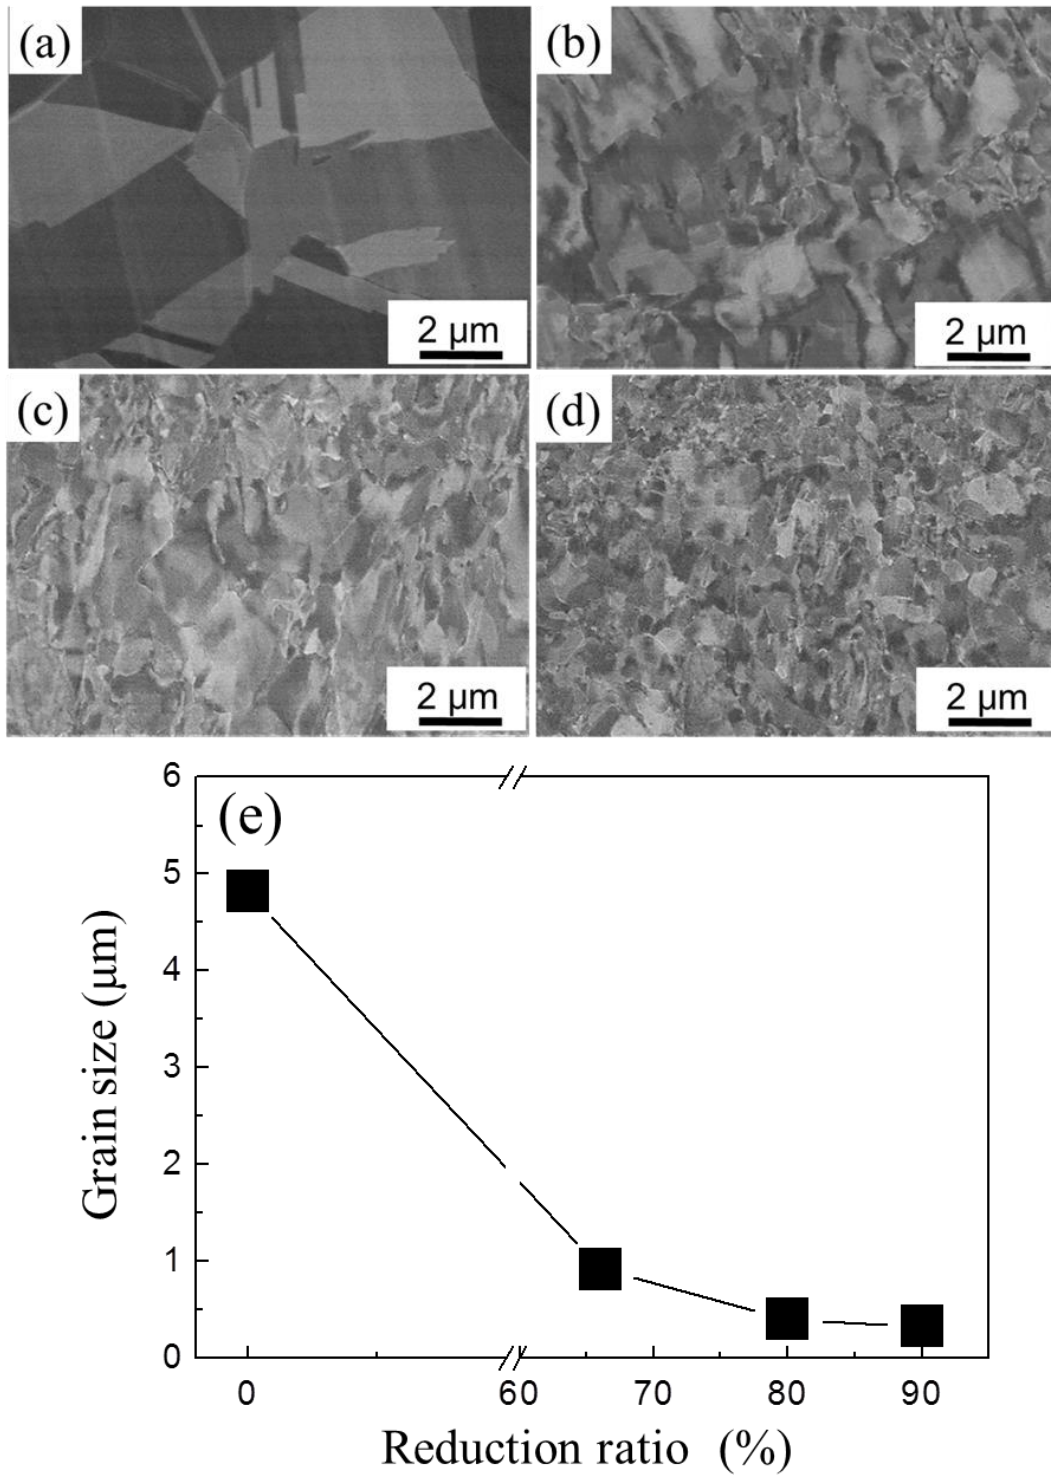 (a)
(b)
2 μm
2 μm
(c)
(d)
2 μm
2 μm
(e)
6
5
4
3
2
1
0
Grain size (μm)
0 60 70 80 90
Reduction ratio (%)